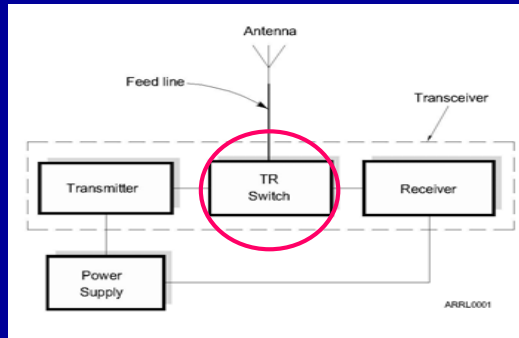 Antenna
Feed line
Transceiver
Transmitter
TR
Switch
Receiver
Power
Supply
ARRL0001